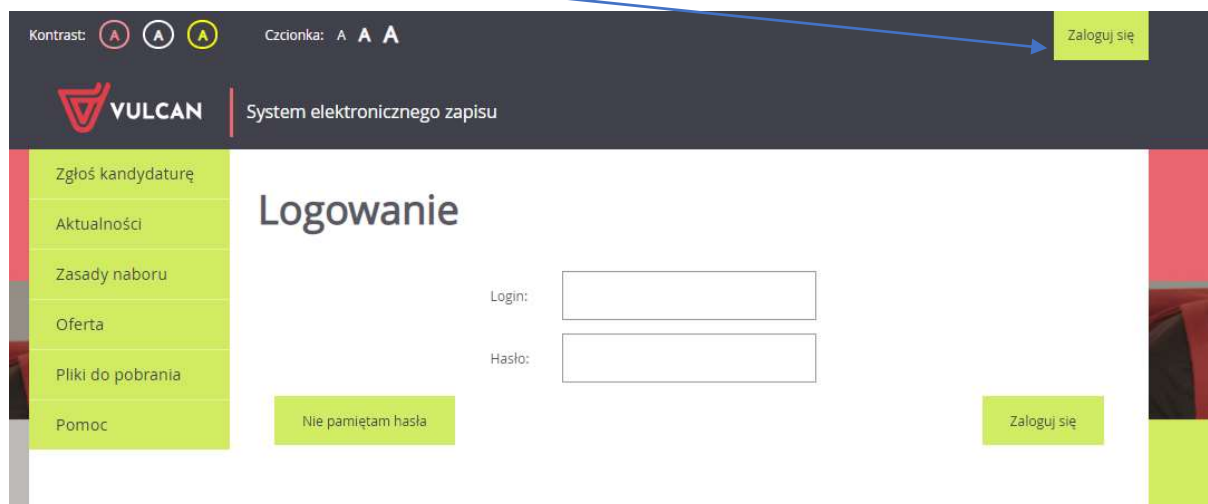 Kontrast: A A A Czcionka: A A A Zaloguj się
VULCAN System elektronicznego zapisu
Zgłoś kandydaturę
Aktualności
Zasady naboru
Oferta
Pliki do pobrania
Pomoc
Logowanie
Login:
Hasło:
Nie pamiętam hasła Zaloguj się